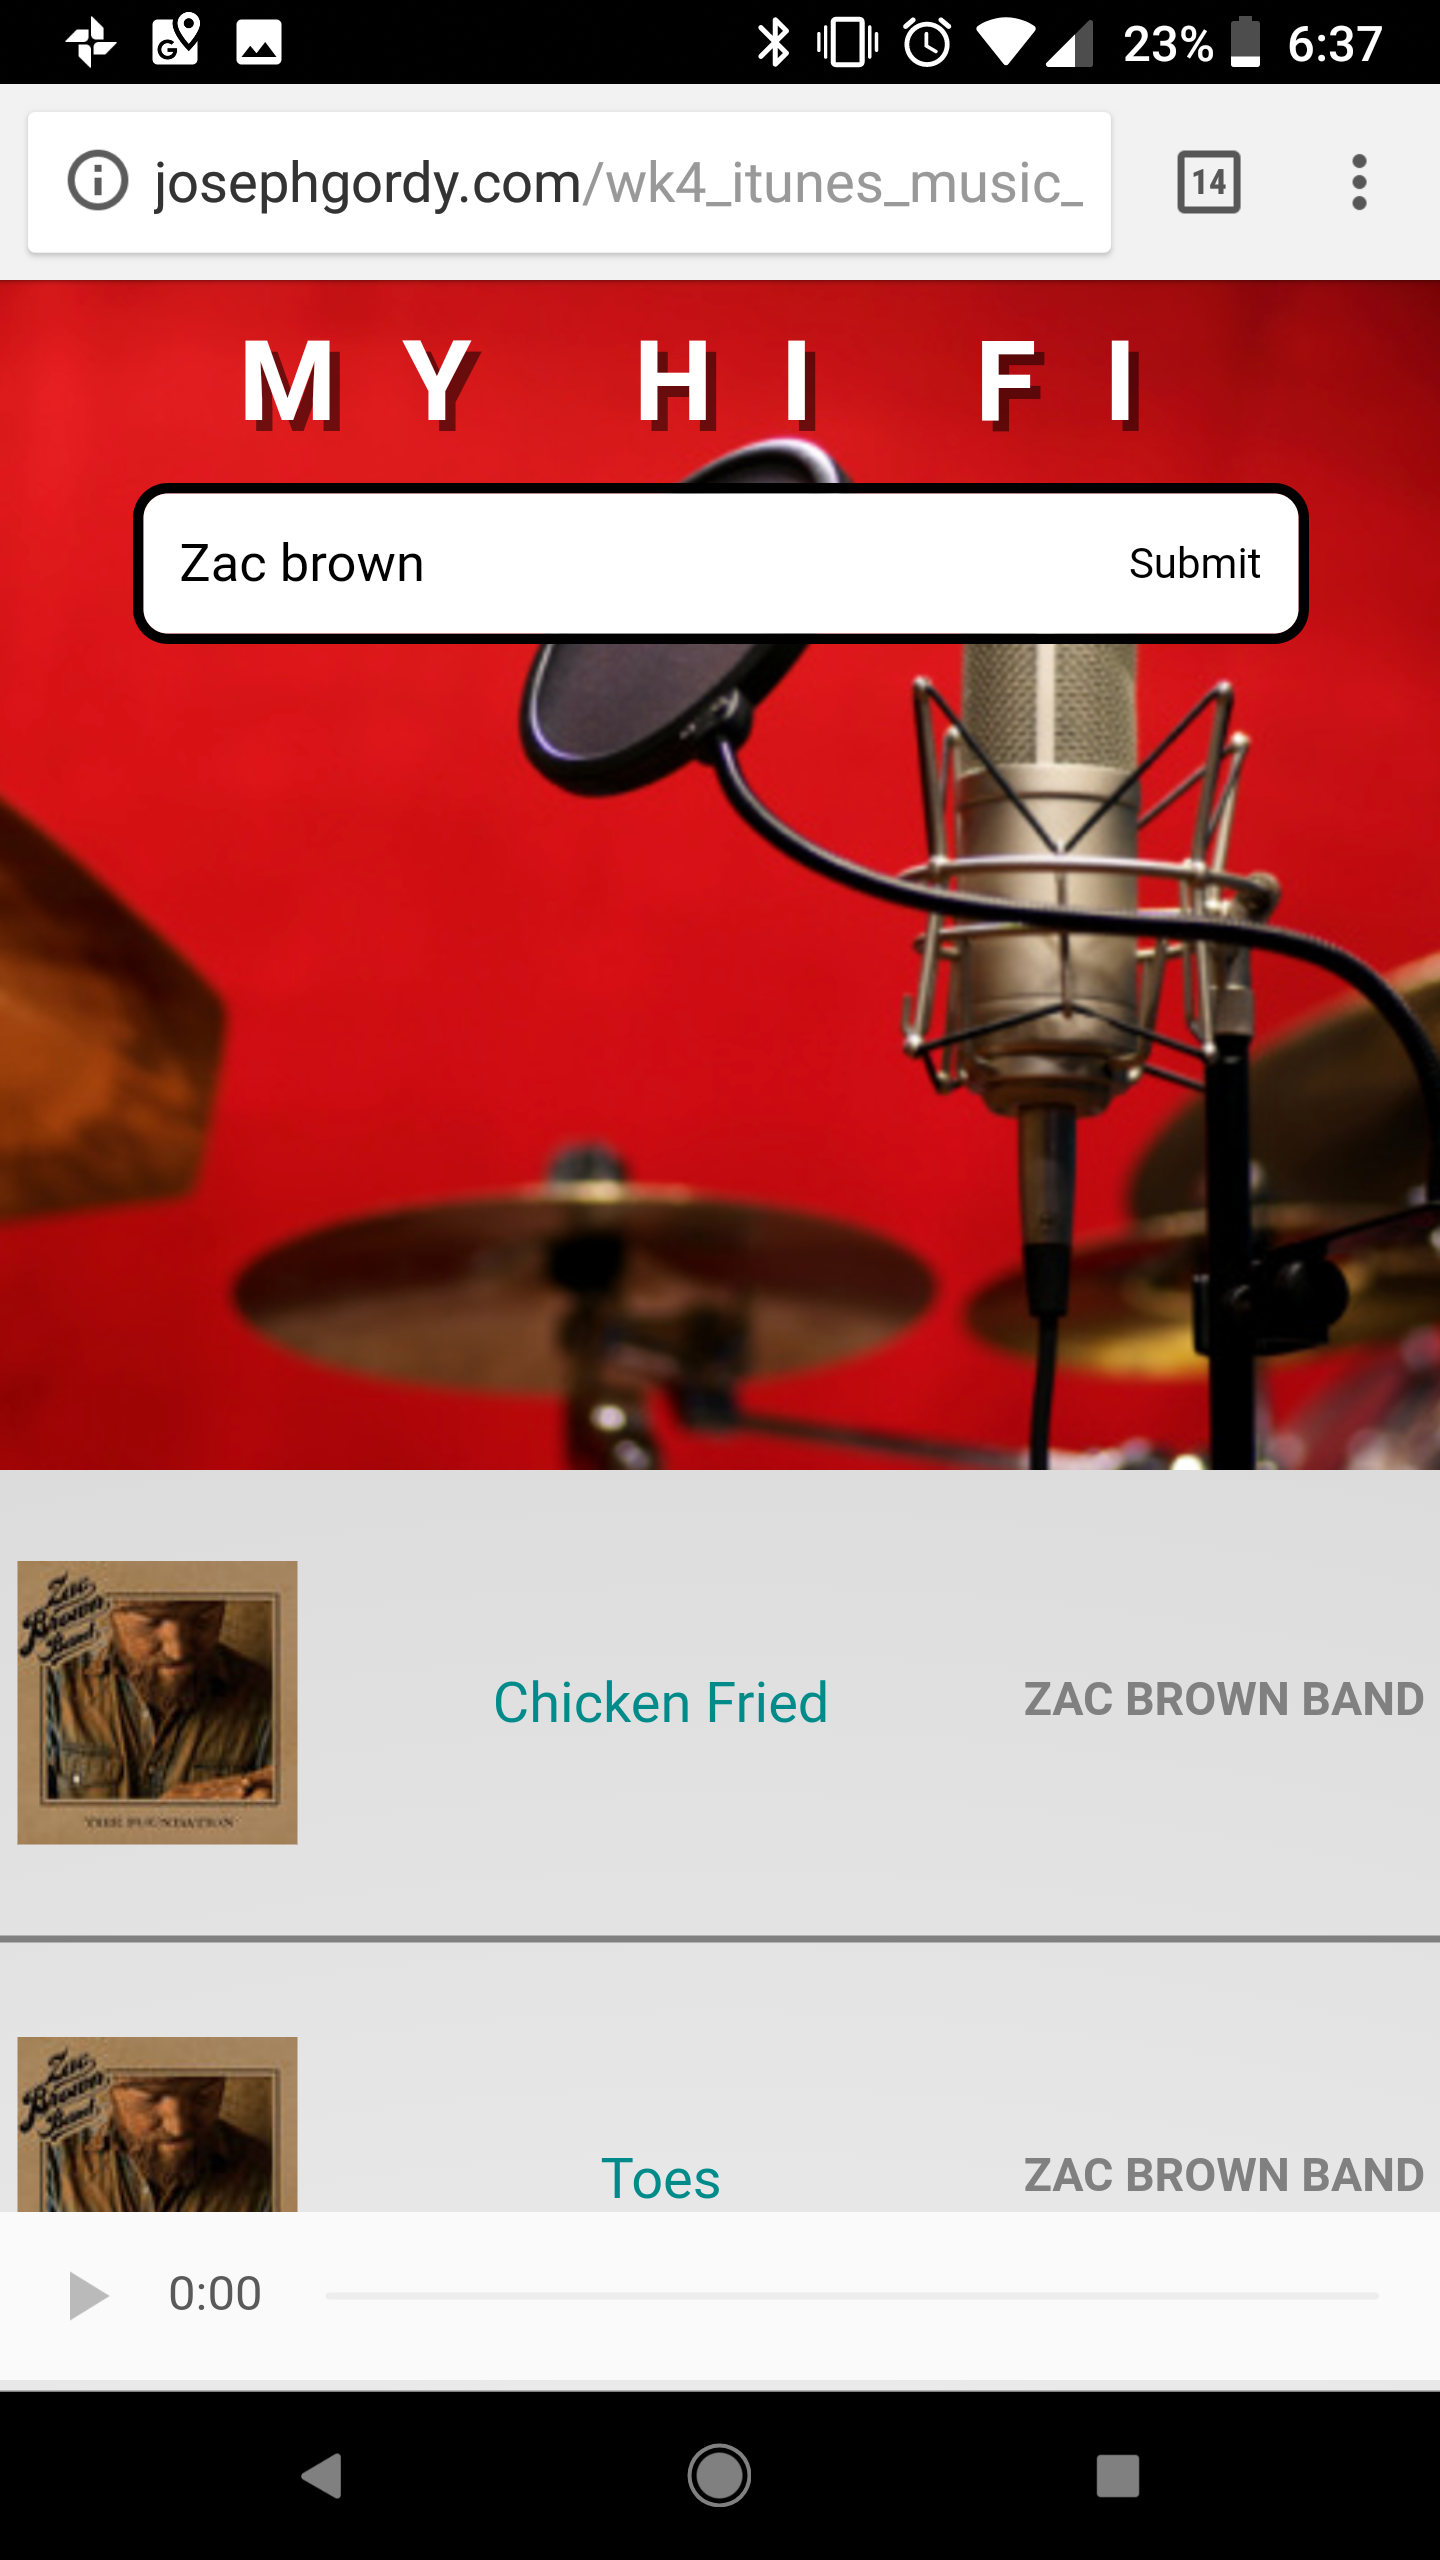 23% 6:37
josephgordy.com/wk4_itunes_music_
14
MY HI FI
Zac brown Submit
Zac Brown Band
Chicken Fried ZAC BROWN BAND
THE FOUNDATION
Zac Brown Band
Toes ZAC BROWN BAND
0:00